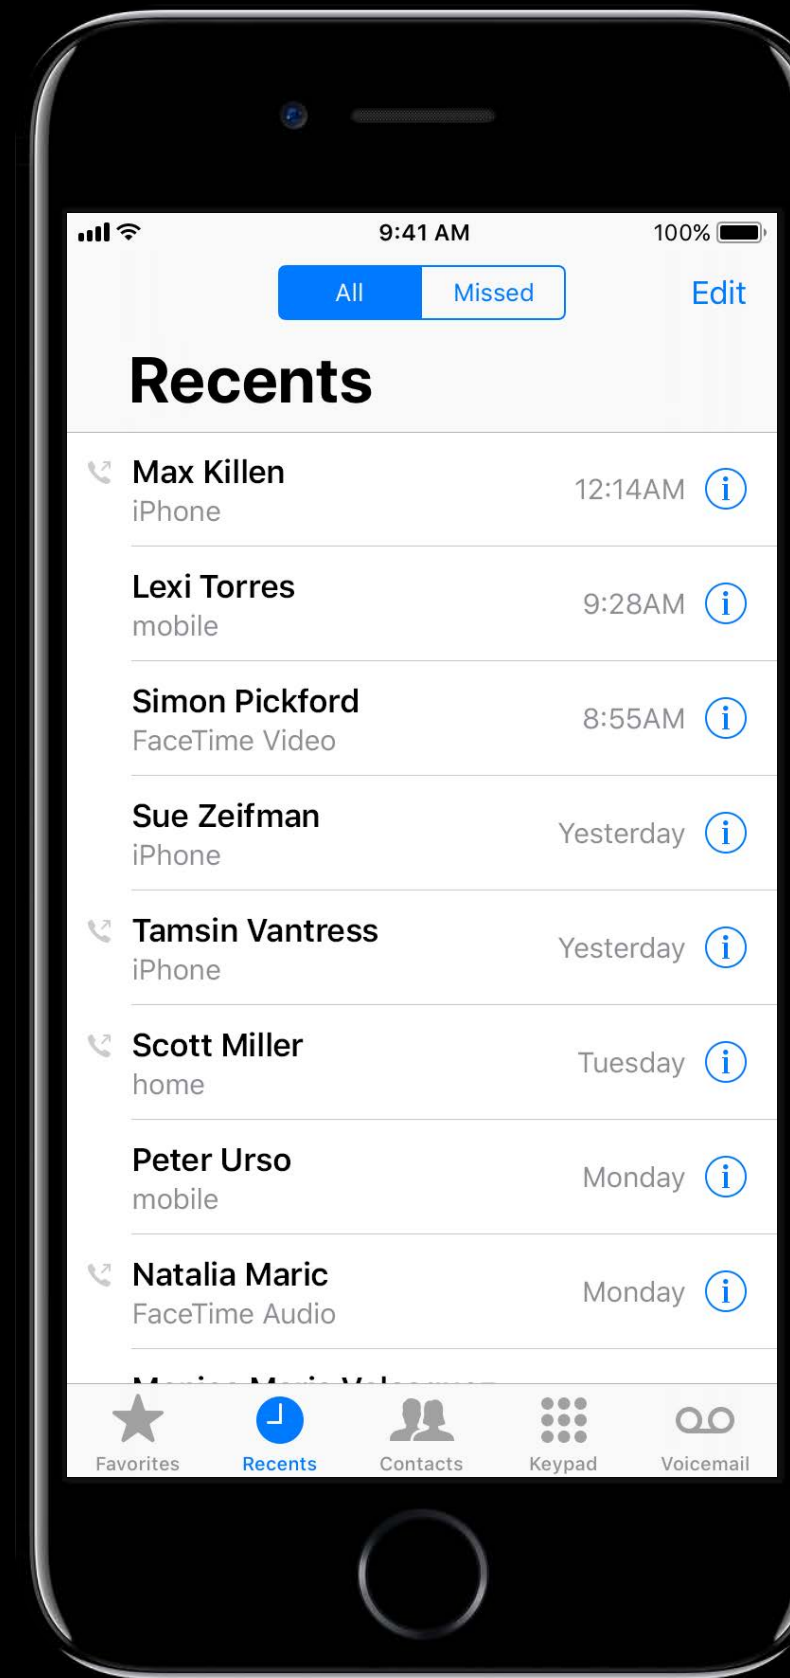 9:41 AM 100%
All Missed Edit
Recents
Max Killen
iPhone
12:14AM
Lexi Torres
mobile
9:28AM
Simon Pickford
FaceTime Video
8:55AM
Sue Zeifman
iPhone
Yesterday
Tamsin Vantress
iPhone
Yesterday
Scott Miller
home
Tuesday
Peter Urso
mobile
Monday
Natalia Maric
FaceTime Audio
Monday
Favorites Recents Contacts Keypad Voicemail